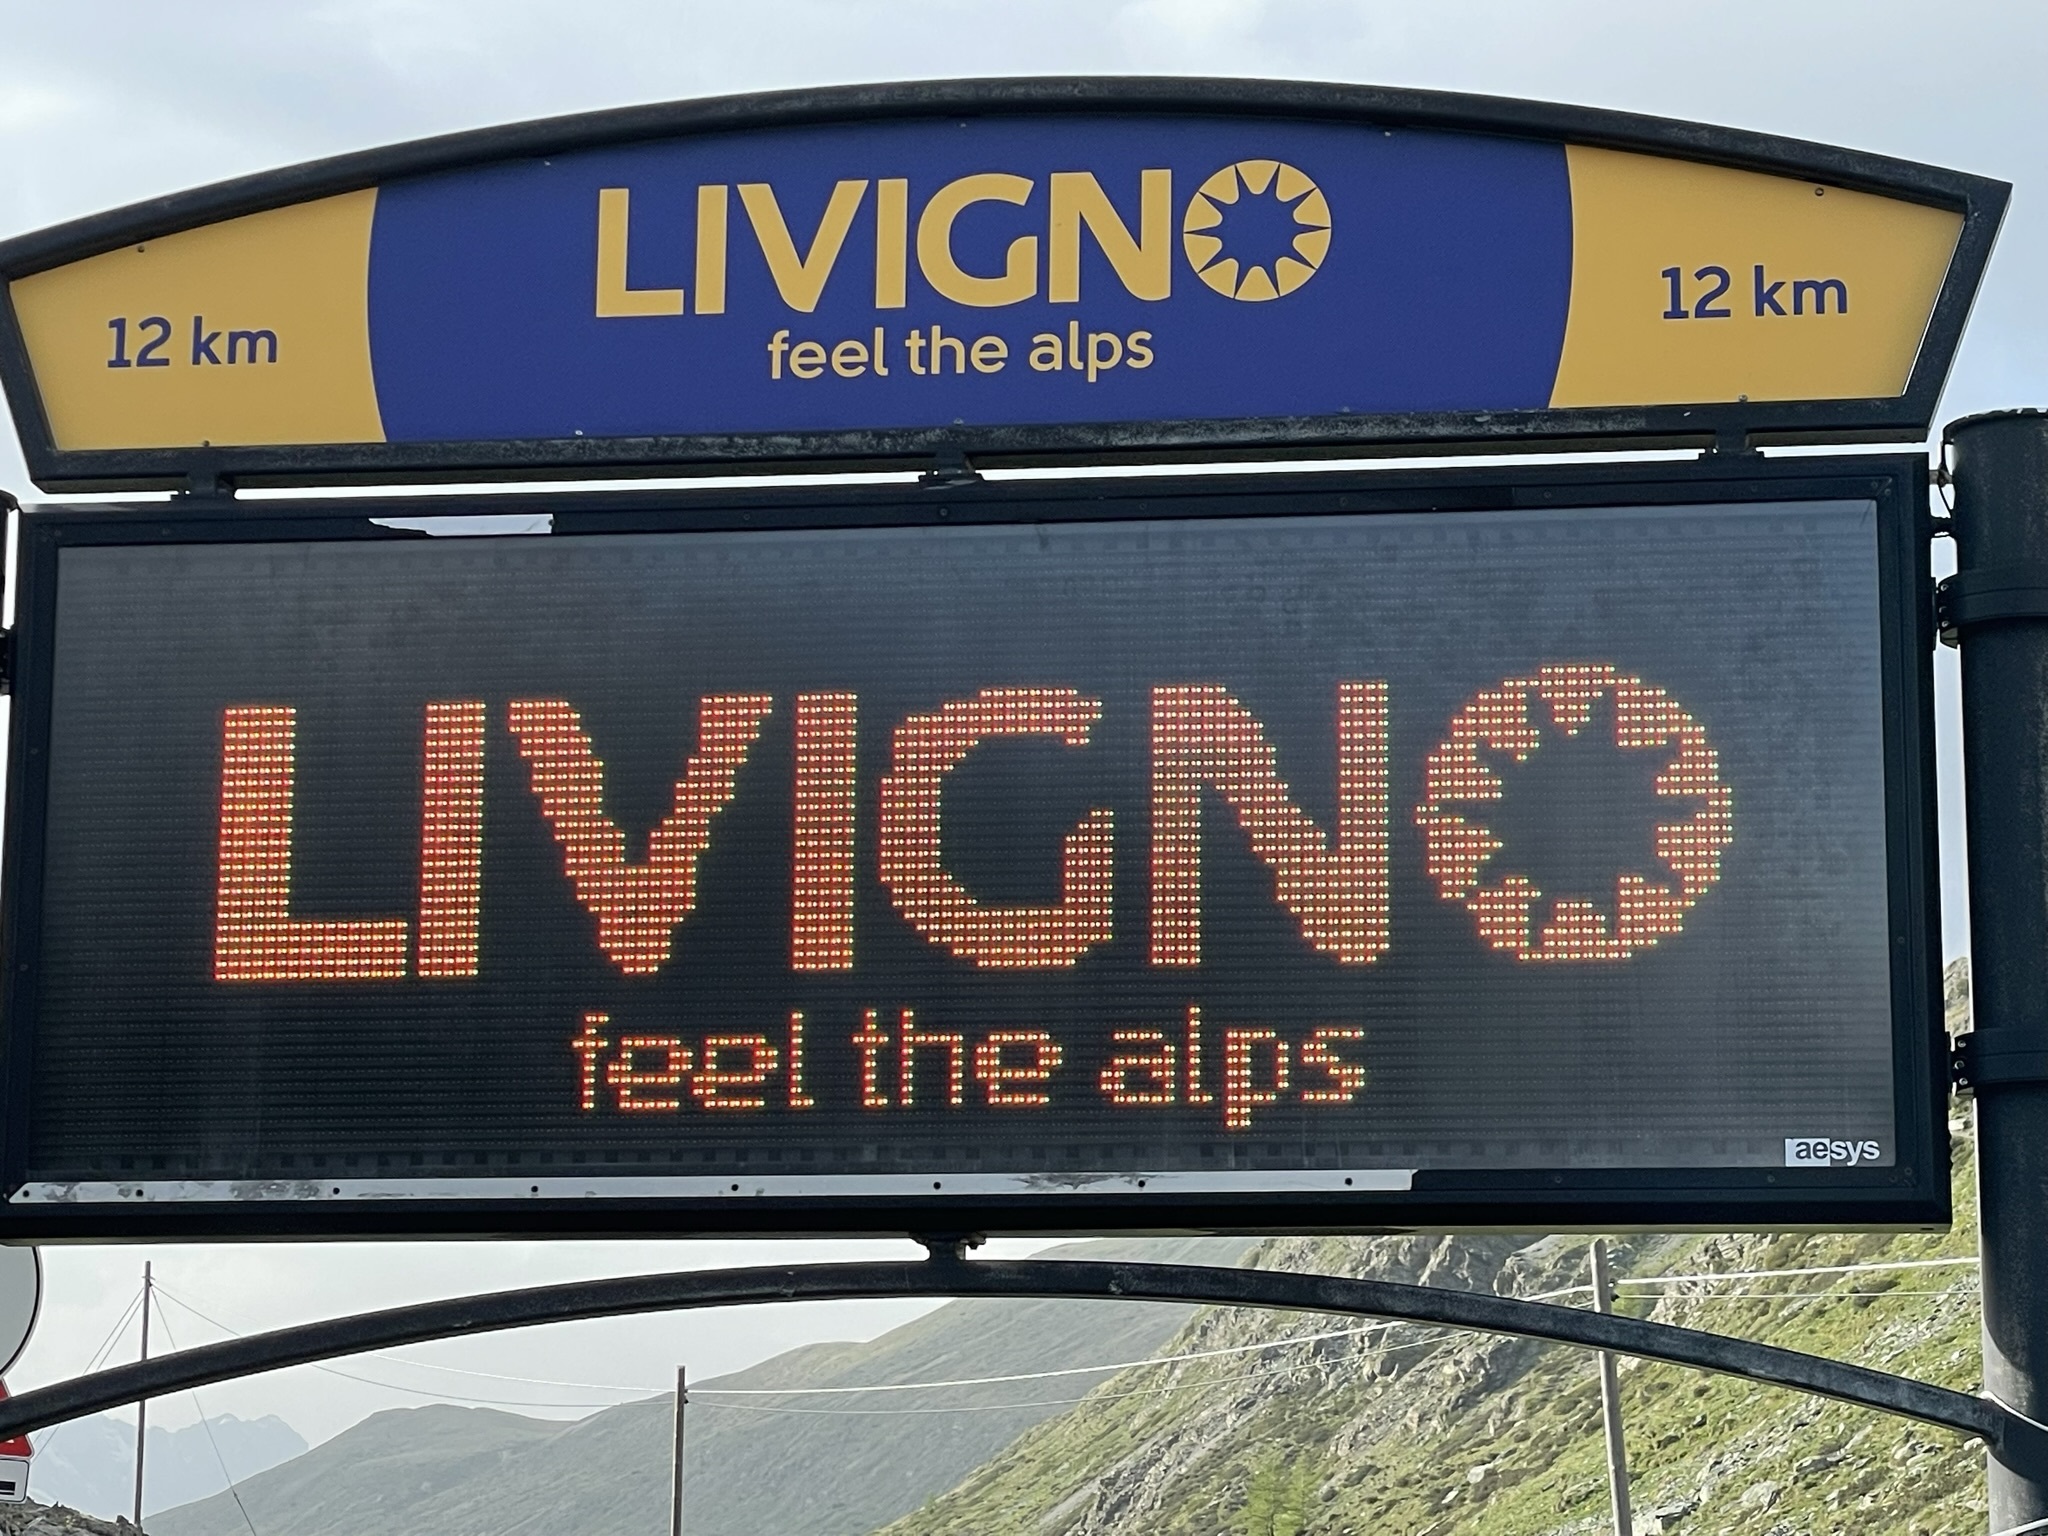 LIVIGNO
12 km
feel the alps
12 km
LIVIGNO
feel the alps
aesys